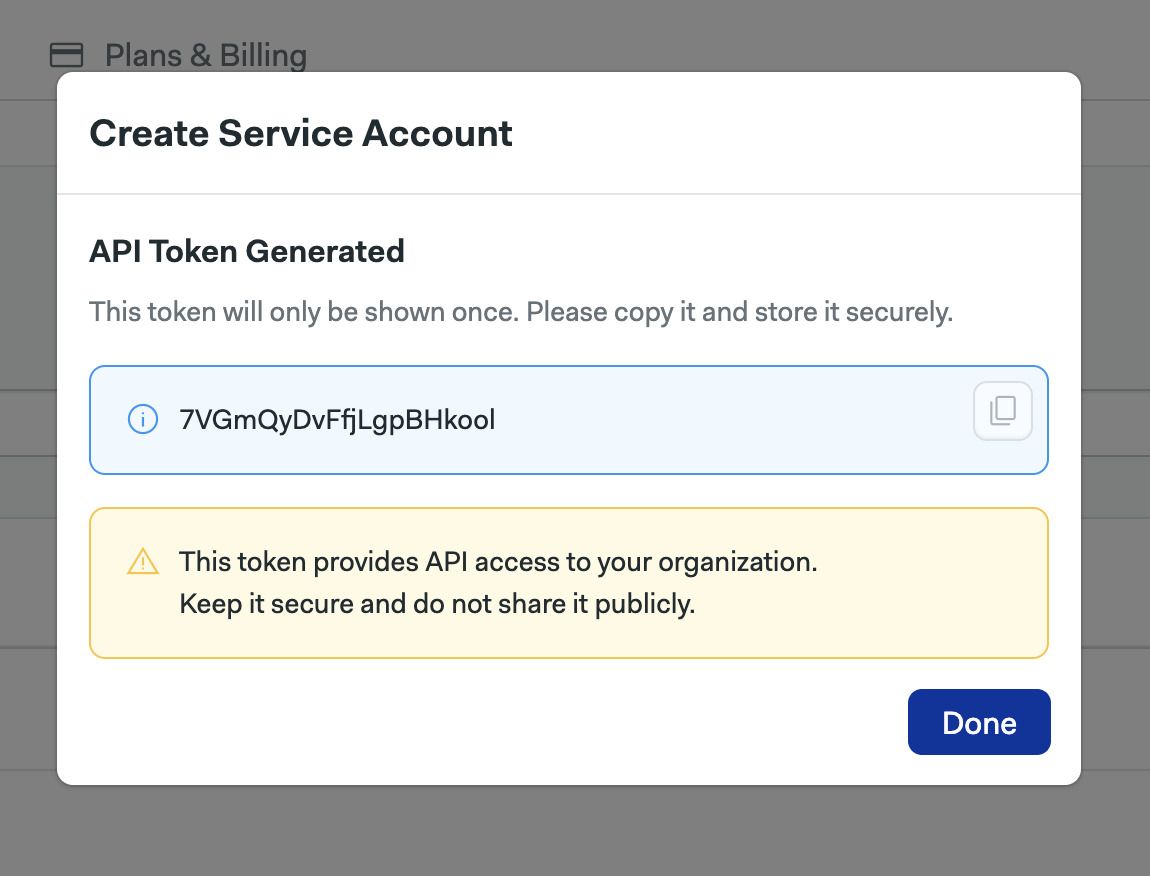 Plans & Billing
Create Service Account
API Token Generated
This token will only be shown once. Please copy it and store it securely.
7VGmQyDvFfjLgpBHkool
This token provides API access to your organization.
Keep it secure and do not share it publicly.
Done